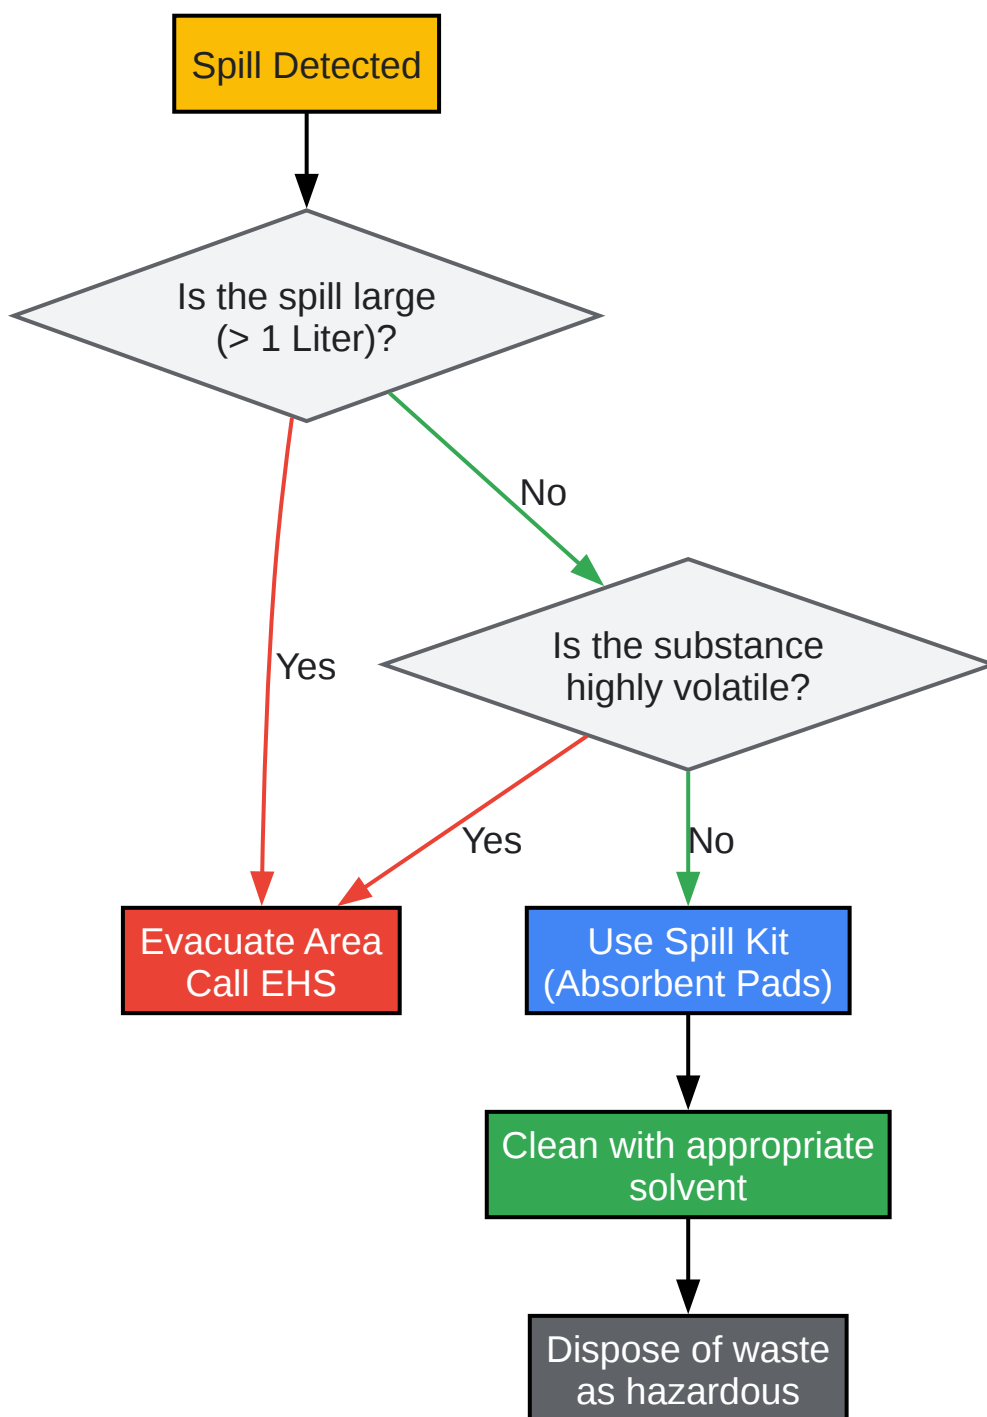 Spill Detected
Is the spill large
(> 1 Liter)?
No
Yes
Is the substance
highly volatile?
Yes
No
Evacuate Area
Call EHS
Use Spill Kit
(Absorbent Pads)
Clean with appropriate
solvent
Dispose of waste
as hazardous